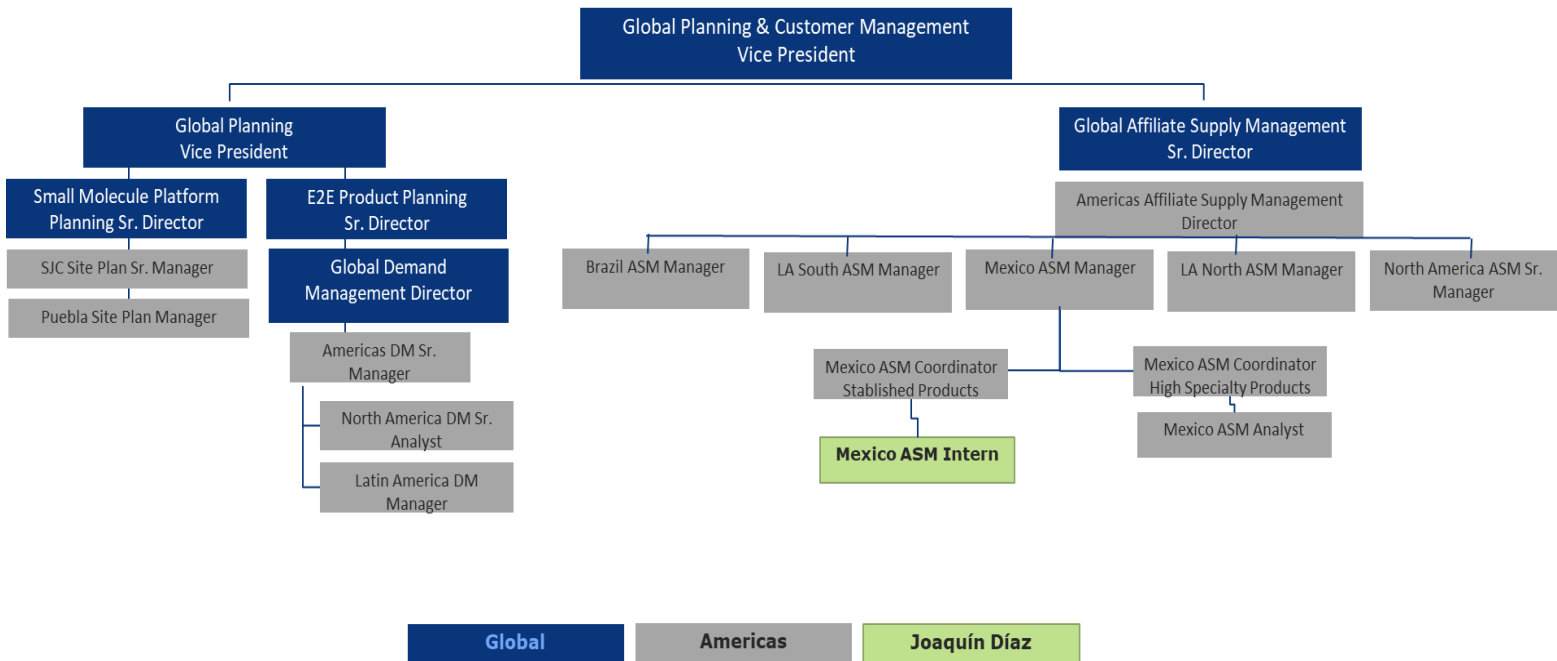 Global Planning & Customer Management
Vice President
Global Planning
Vice President
Global Affiliate Supply Management
Sr. Director
Small Molecule Platform
Planning Sr. Director
E2E Product Planning
Sr. Director
Americas Affiliate Supply Management
Director
SJC Site Plan Sr. Manager
Puebla Site Plan Manager
Global Demand
Management Director
Brazil ASM Manager
LA South ASM Manager
Mexico ASM Manager
LA North ASM Manager
North America ASM Sr.
Manager
Americas DM Sr.
Manager
Mexico ASM Coordinator
Stablished Products
Mexico ASM Coordinator
High Specialty Products
North America DM Sr.
Analyst
Mexico ASM Intern
Mexico ASM Analyst
Latin America DM
Manager
Global
Americas
Joaquín Díaz